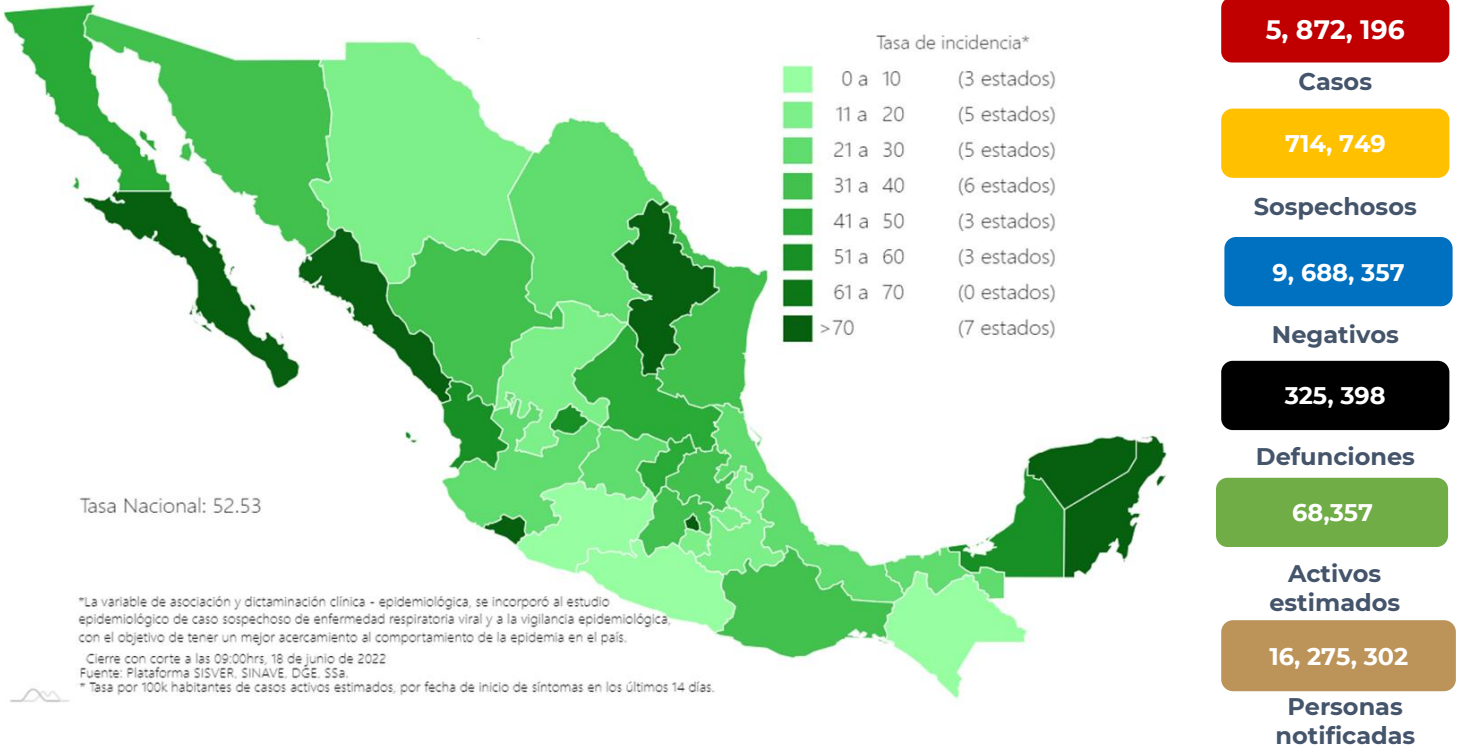 Tasa de incidencia*
0 a 10 (3 estados)
11 a 20 (5 estados)
21 a 30 (5 estados)
31 a 40 (6 estados)
41 a 50 (3 estados)
51 a 60 (3 estados)
61 a 70 (0 estados)
>70 (7 estados)
Tasa Nacional: 52.53
*La variable de asociación y dictaminación clínica - epidemiológica, se incorporó al estudio
epidemiológico de caso sospechoso de enfermedad respiratoria viral y a la vigilancia epidemiológica,
con el objetivo de tener un mejor acercamiento al comportamiento de la epidemia en el país.
Cierre con corte a las 09:00hrs, 18 de junio de 2022
Fuente: Plataforma SISVER, SINAVE, DGE, SSa.
* Tasa por 100k habitantes de casos activos estimados, por fecha de inicio de síntomas en los últimos 14 días.
5, 872, 196
Casos
714, 749
Sospechosos
9, 688, 357
Negativos
325, 398
Defunciones
68,357
Activos
estimados
16, 275, 302
Personas
notificadas